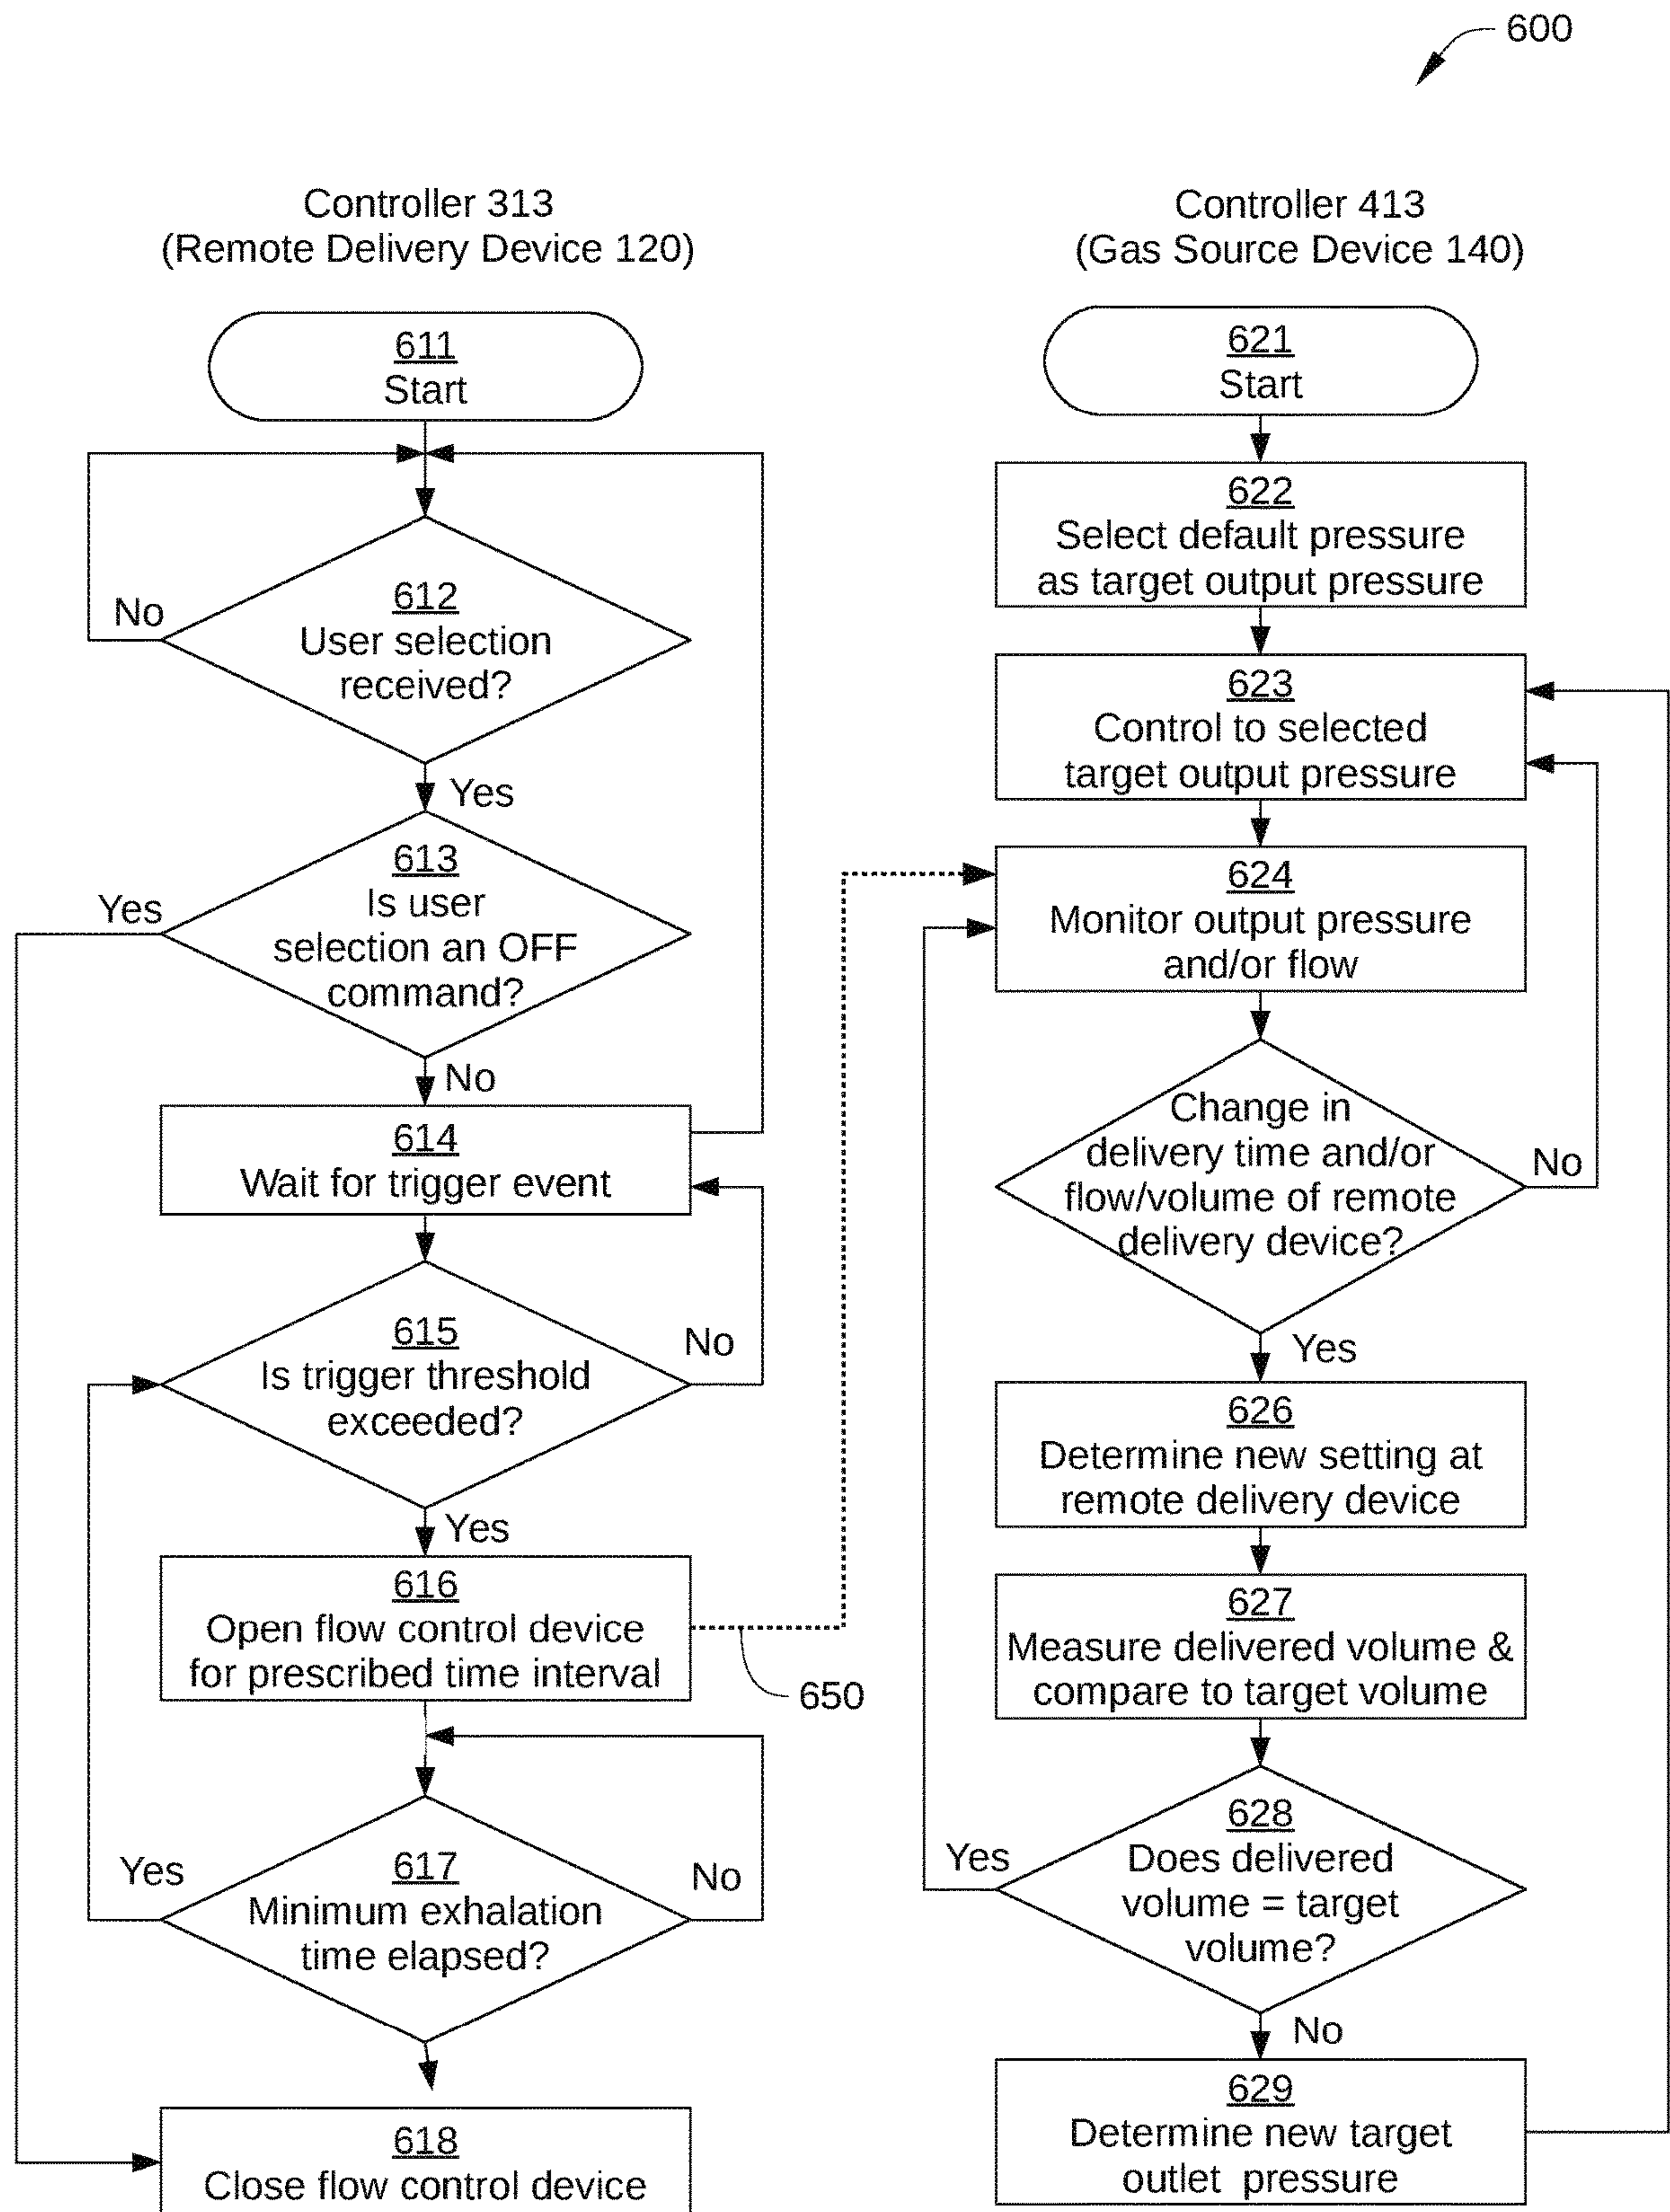 600
Controller 313
(Remote Delivery Device 120)
611
Start
612
User selection
received?
No
Yes
613
Is user
selection an OFF
command?
Yes
No
614
Wait for trigger event
615
Is trigger threshold
exceeded?
No
Yes
616
Open flow control device
for prescribed time interval
650
617
Minimum exhalation
time elapsed?
Yes
No
618
Close flow control device
Controller 413
(Gas Source Device 140)
621
Start
622
Select default pressure
as target output pressure
623
Control to selected
target output pressure
624
Monitor output pressure
and/or flow
Change in
delivery time and/or
flow/volume of remote
delivery device?
No
Yes
626
Determine new setting at
remote delivery device
627
Measure delivered volume &
compare to target volume
628
Does delivered
volume = target
volume?
Yes
No
629
Determine new target
outlet pressure